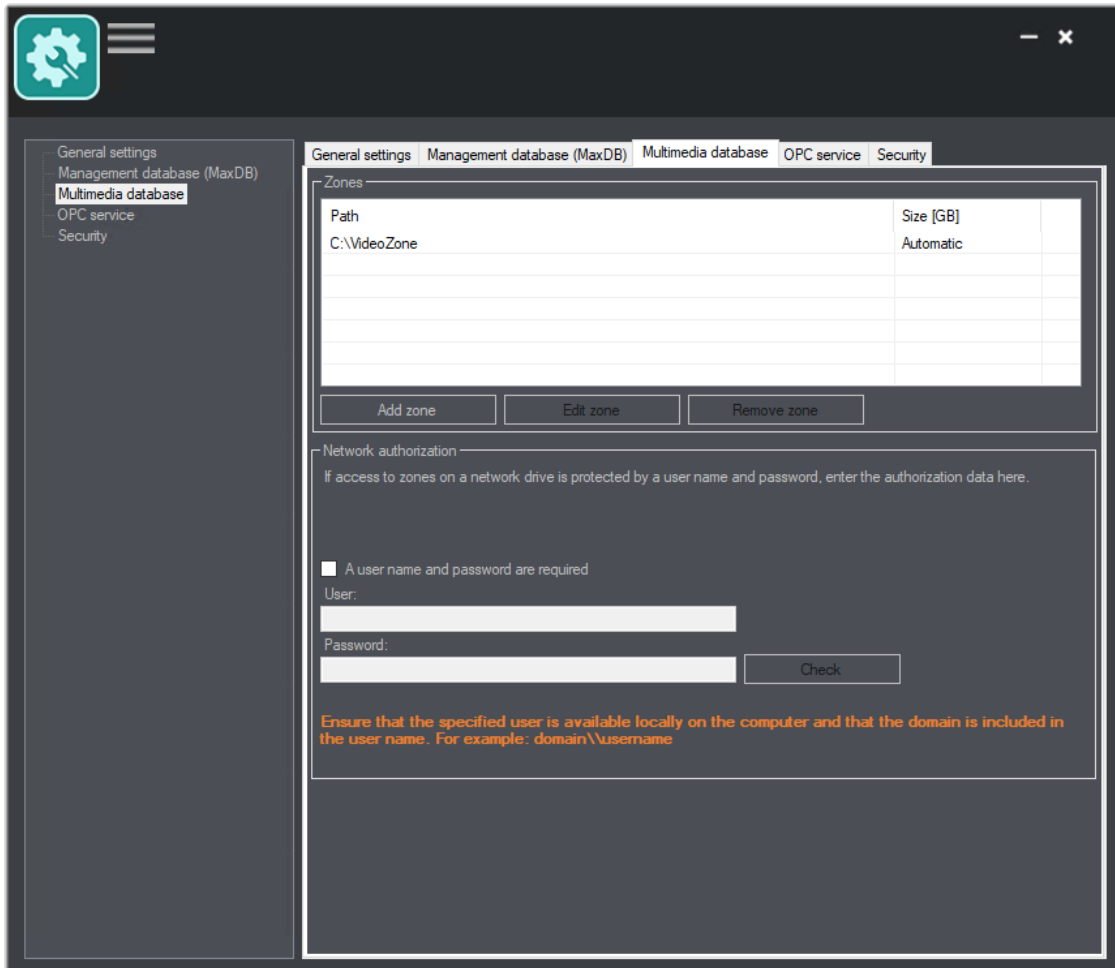 General settings
Management database (MaxDB)
Multimedia database
OPC service
Security
General settings Management database (MaxDB) Multimedia database OPC service Security
Zones
Path Size [GB]
C:\VideoZone Automatic
Add zone Edit zone Remove zone
Network authorization
If access to zones on a network drive is protected by a user name and password, enter the authorization data here.
A user name and password are required
User:
Password:
Check
Ensure that the specified user is available locally on the computer and that the domain is included in
the user name. For example: domain\\username